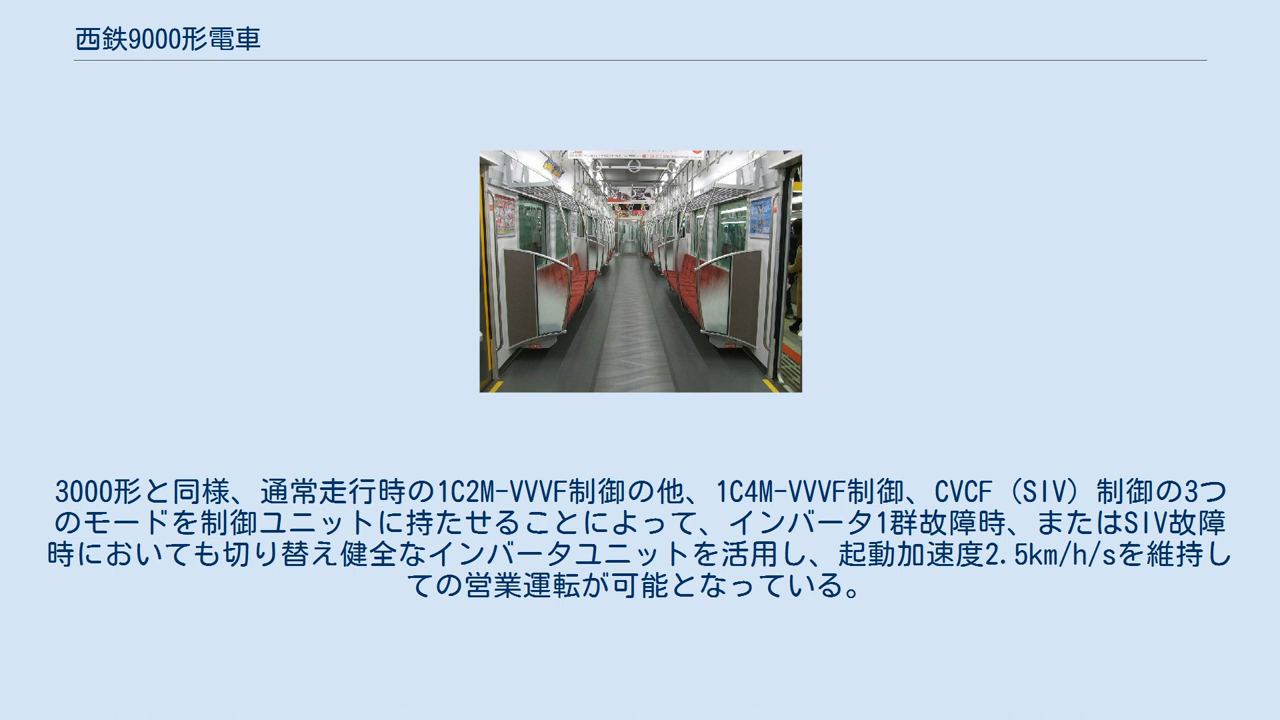 西鉄9000形電車
3000形と同様、通常走行時の1C2M-VVVF制御の他、1C4M-VVVF制御、CVCF（SIV）制御の3つ
のモードを制御ユニットに持たせることによって、インバータ1群故障時、またはSIV故障
時においても切り替え健全なインバータユニットを活用し、起動加速度2.5km/h/sを維持し
ての営業運転が可能となっている。